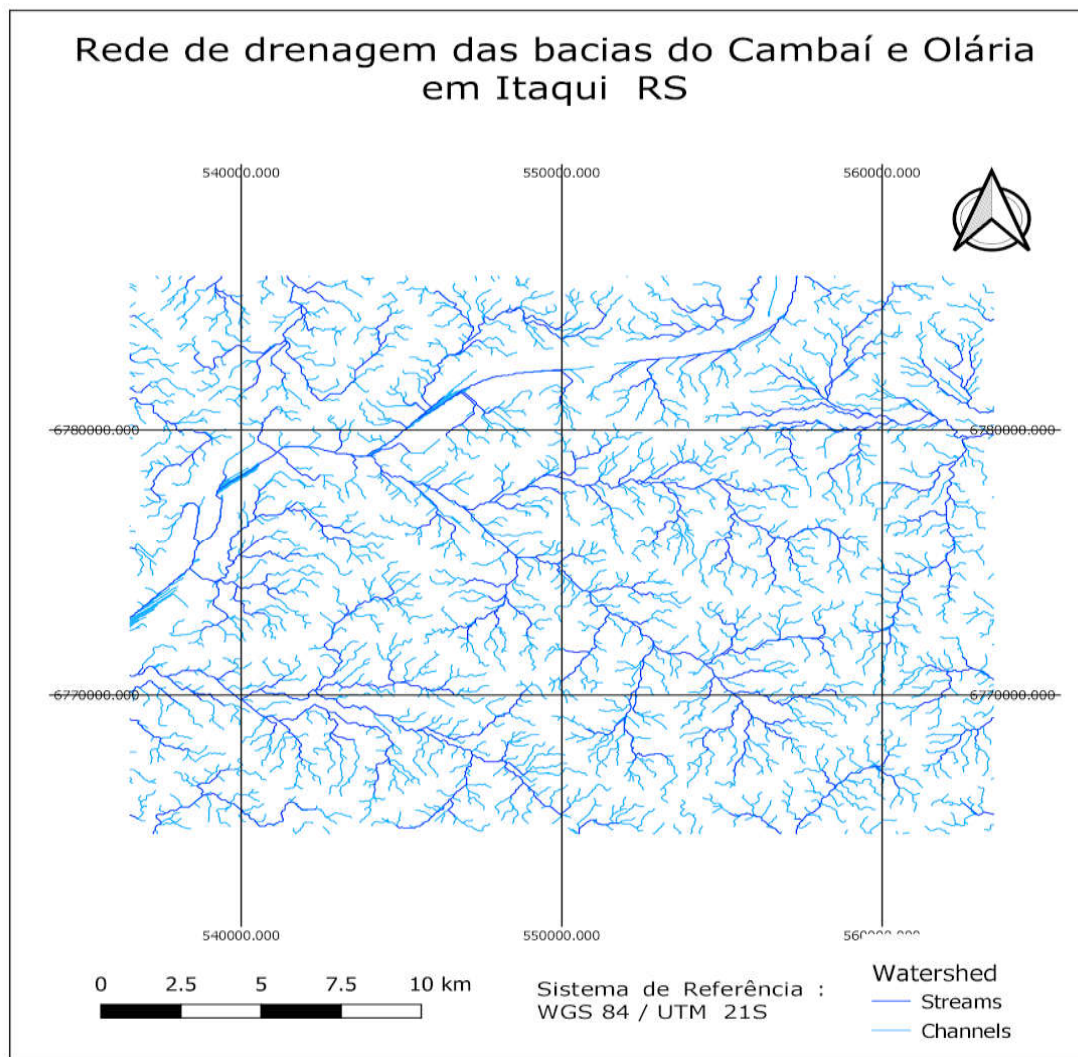 Rede de drenagem das bacias do Cambaí e Olária
em Itaqui RS
540000.000 550000.000 560000.000
6780000.000 6780000.000
6770000.000 6770000.000
540000.000 550000.000 560000.000
0 2.5 5 7.5 10 km
Sistema de Referência :
WGS 84 / UTM 21S
Watershed
Streams
Channels